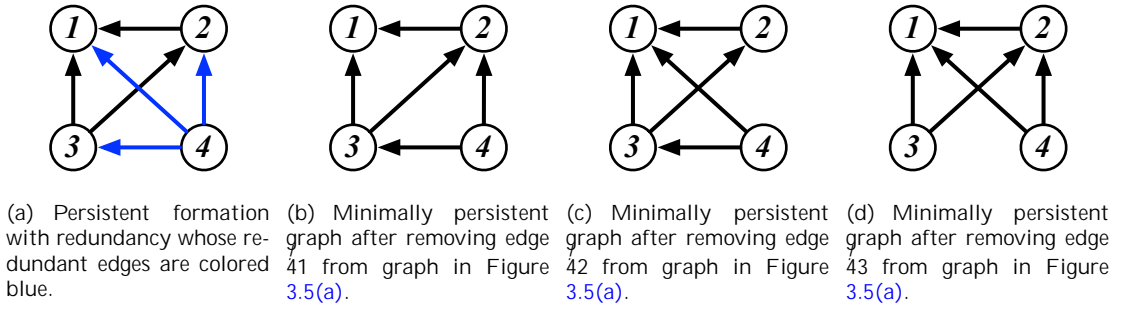 1 2
3 4
1 2
3 4
1 2
3 4
1 2
3 4
(a) Persistent formation
with redundancy whose re-
dundant edges are colored
blue.
(b) Minimally persistent
graph after removing edge
41 from graph in Figure
3.5(a).
(c) Minimally persistent
graph after removing edge
42 from graph in Figure
3.5(a).
(d) Minimally persistent
graph after removing edge
43 from graph in Figure
3.5(a).